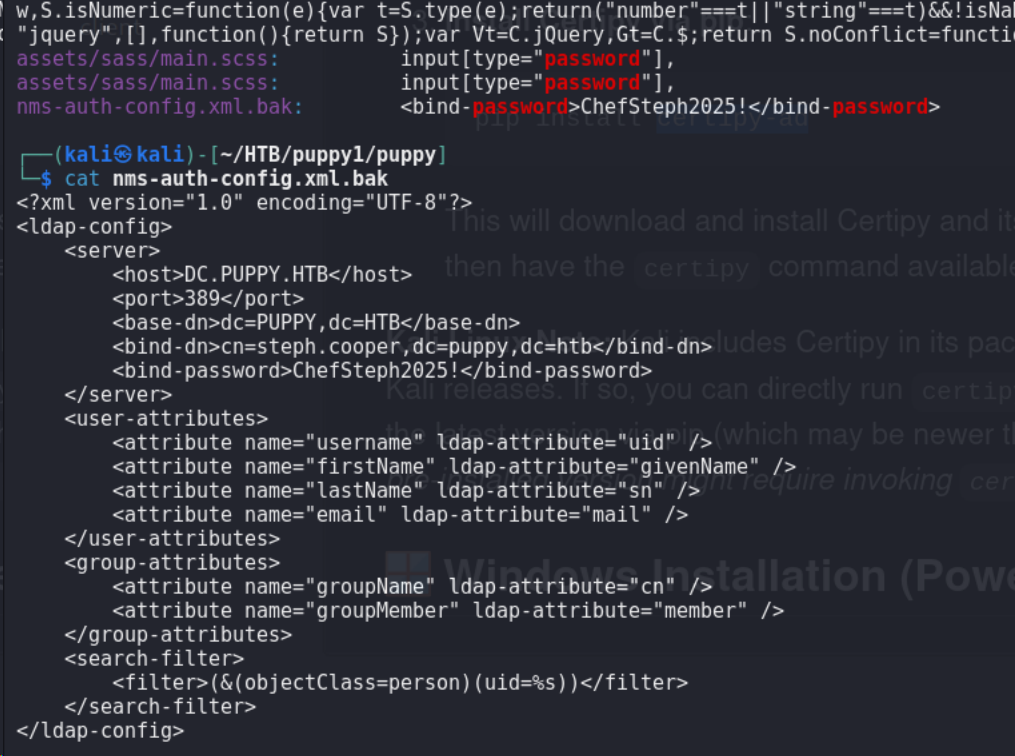 w,S.isNumeric=function(e){var t=S.type(e);return("number"===t||"string"===t)&&!isNa
"jquery",[],function(){return S});var Vt=C.jQuery,Gt=C.$;return S.noConflict=functi
assets/sass/main.scss: input[type="password"],
assets/sass/main.scss: input[type="password"],
nms-auth-config.xml.bak: <bind-password>ChefSteph2025!</bind-password>
pip install certipy-ad
┌──(kali㉿kali)-[~/HTB/puppy1/puppy]
└─$ cat nms-auth-config.xml.bak
<?xml version="1.0" encoding="UTF-8"?>
This will download and install Certipy and it
<ldap-config>
<server>
then have the certipy command available
<host>DC.PUPPY.HTB</host>
<port>389</port>
<base-dn>dc=PUPPY,dc=HTB</base-dn>
<bind-dn>cn=steph.cooper,dc=puppy,dc=htb</bind-dn>
includes Certipy in its pac
<bind-password>ChefSteph2025!</bind-password>
Kali releases. If so, you can directly run certip
</server>
<user-attributes>
the latest version via pip (which may be newer th
<attribute name="username" ldap-attribute="uid" />
<attribute name="firstName" ldap-attribute="givenName" />
<attribute name="lastName" ldap-attribute="sn" />
require invoking cer
<attribute name="email" ldap-attribute="mail" />
</user-attributes>
<group-attributes>
Windows Installation (Powe
<attribute name="groupName" ldap-attribute="cn" />
<attribute name="groupMember" ldap-attribute="member" />
</group-attributes>
<search-filter>
<filter>(&(objectClass=person)(uid=%s))</filter>
</search-filter>
</ldap-config>